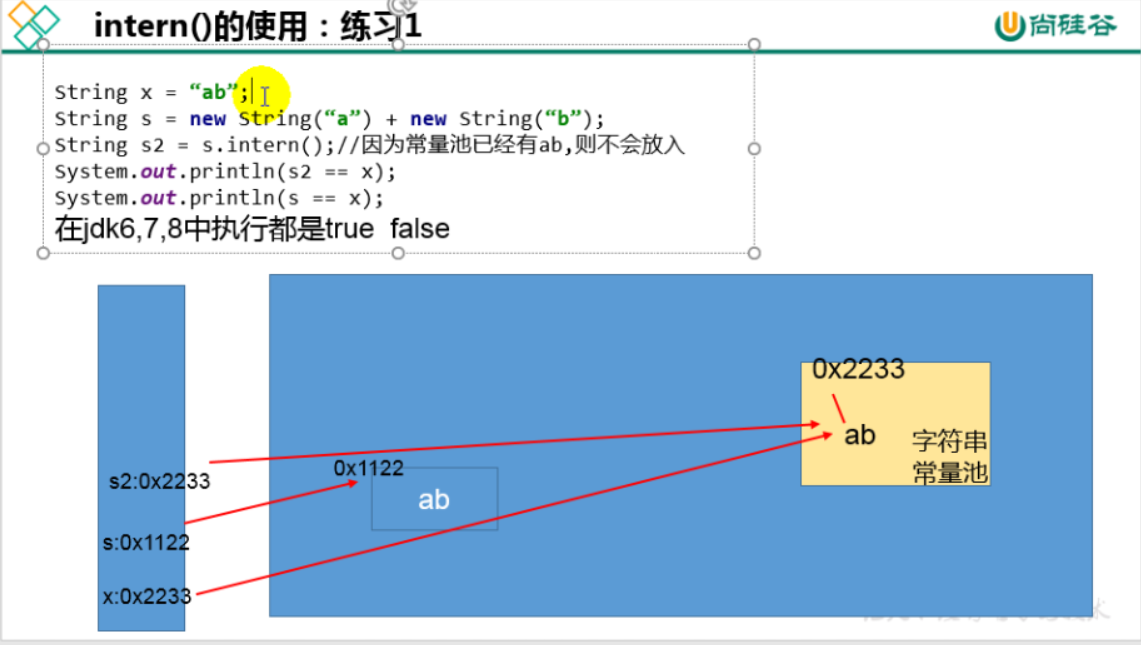 intern()的使用：练习1
尚硅谷
String x = “ab”;
String s = new String(“a”) + new String(“b”);
String s2 = s.intern();//因为常量池已经有ab,则不会放入
System.out.println(s2 == x);
System.out.println(s == x);
在jdk6,7,8中执行都是true false
0x2233
ab
字符串
常量池
0x1122
ab
s2:0x2233
s:0x1122
x:0x2233